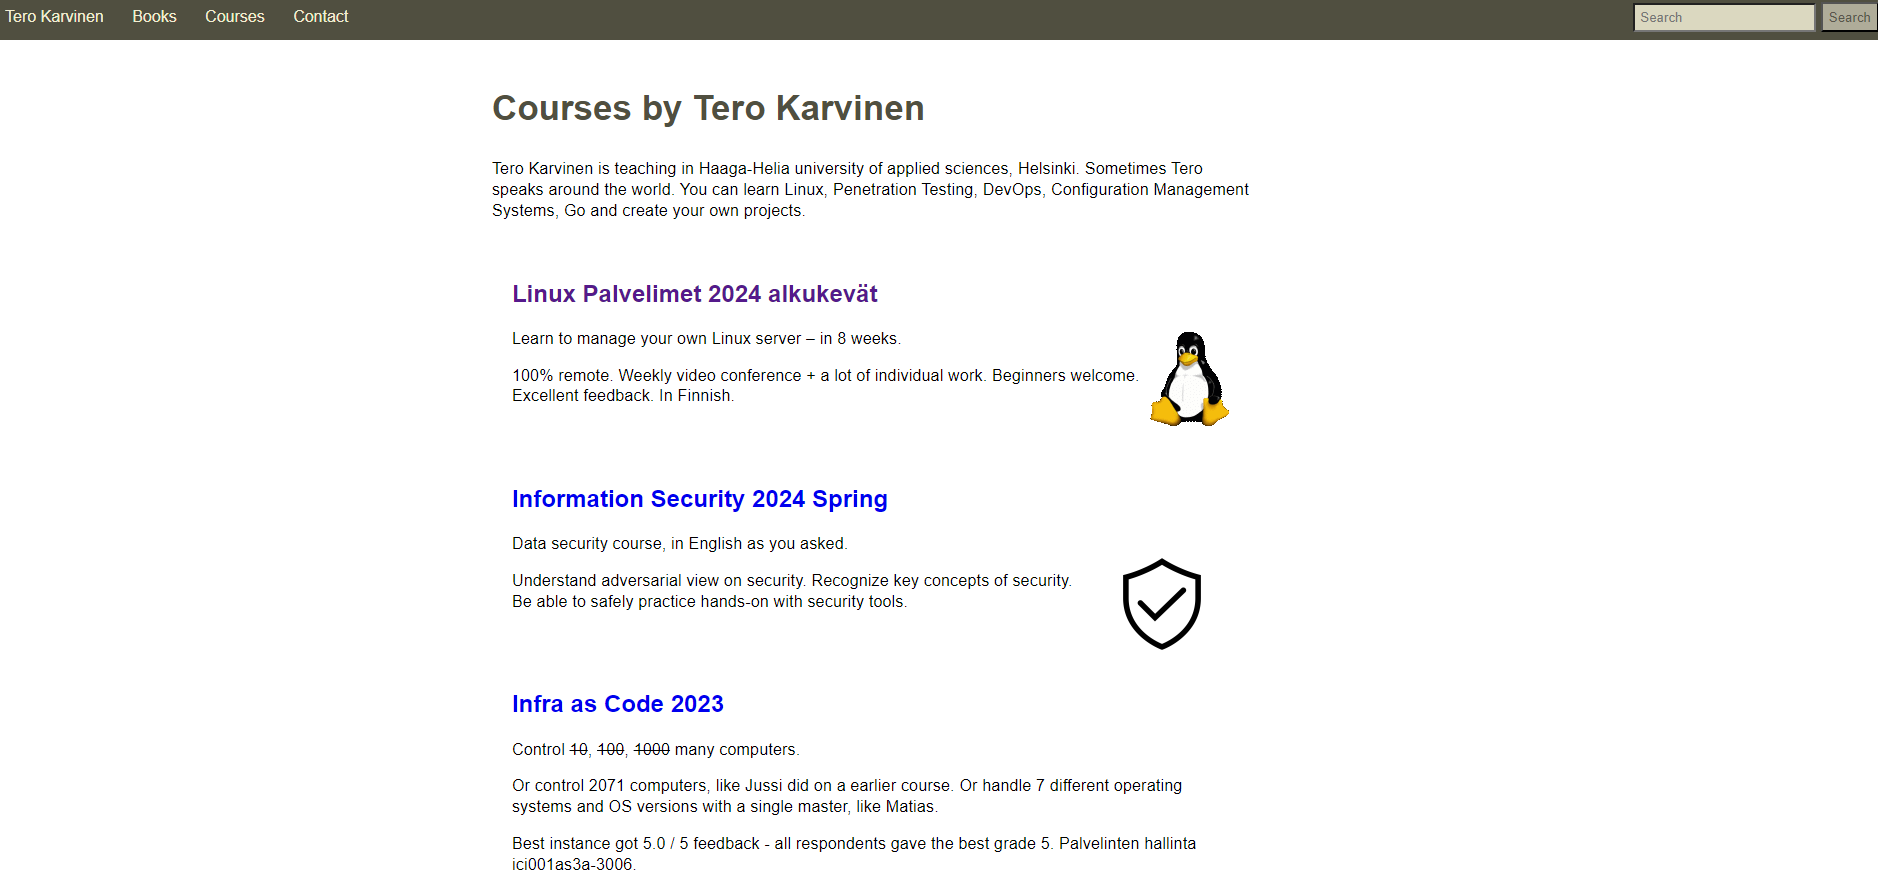 Tero Karvinen Books Courses Contact Search Search
Courses by Tero Karvinen
Tero Karvinen is teaching in Haaga-Helia university of applied sciences, Helsinki. Sometimes Tero
speaks around the world. You can learn Linux, Penetration Testing, DevOps, Configuration Management
Systems, Go and create your own projects.
Linux Palvelimet 2024 alkukevät
Learn to manage your own Linux server – in 8 weeks.
100% remote. Weekly video conference + a lot of individual work. Beginners welcome.
Excellent feedback. In Finnish.
Information Security 2024 Spring
Data security course, in English as you asked.
Understand adversarial view on security. Recognize key concepts of security.
Be able to safely practice hands-on with security tools.
Infra as Code 2023
Control 10, 100, 1000 many computers.
Or control 2071 computers, like Jussi did on a earlier course. Or handle 7 different operating
systems and OS versions with a single master, like Matias.
Best instance got 5.0 / 5 feedback - all respondents gave the best grade 5. Palvelinten hallinta
ici001as3a-3006.